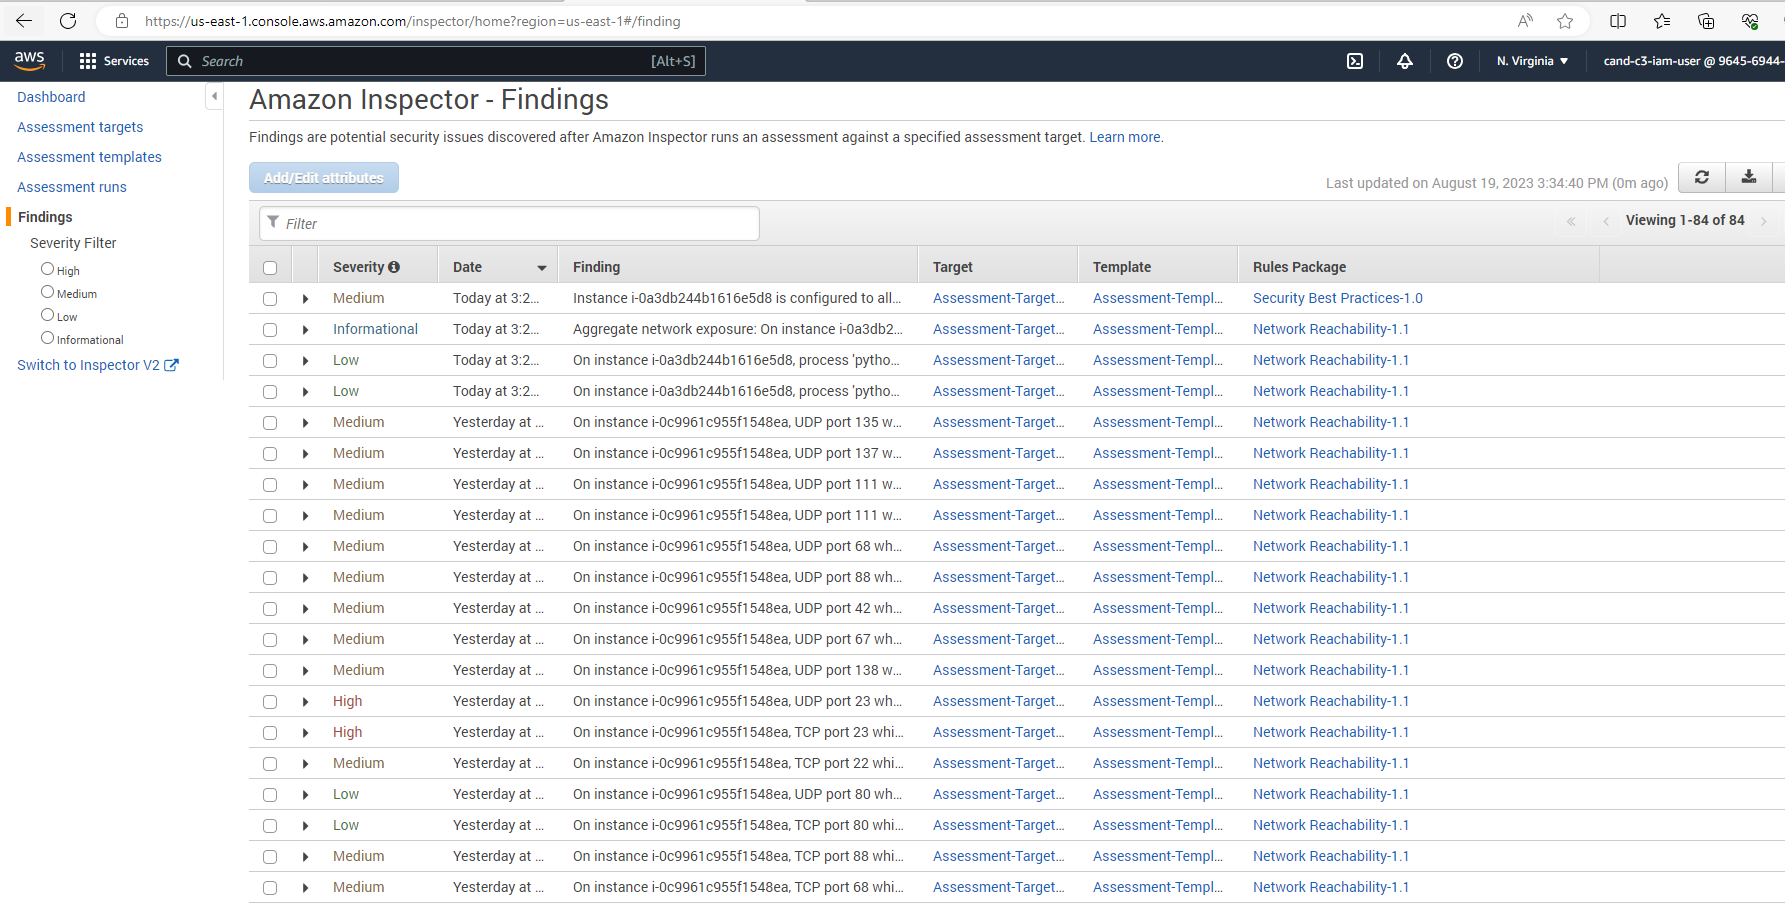 https://us-east-1.console.aws.amazon.com/inspector/home?region=us-east-1#/finding
aws Services Search [Alt+S] N. Virginia cand-c3-iam-user @ 9645-6944-
Dashboard
Assessment targets
Assessment templates
Assessment runs
Findings
Severity Filter
High
Medium
Low
Informational
Switch to Inspector V2
Amazon Inspector - Findings
Findings are potential security issues discovered after Amazon Inspector runs an assessment against a specified assessment target. Learn more.
Add/Edit attributes
Last updated on August 19, 2023 3:34:40 PM (0m ago)
Filter
Viewing 1-84 of 84
Severity Date Finding Target Template Rules Package
Medium Today at 3:2... Instance i-0a3db244b1616e5d8 is configured to all... Assessment-Target... Assessment-Templ... Security Best Practices-1.0
Informational Today at 3:2... Aggregate network exposure: On instance i-0a3db2... Assessment-Target... Assessment-Templ... Network Reachability-1.1
Low Today at 3:2... On instance i-0a3db244b1616e5d8, process 'pytho... Assessment-Target... Assessment-Templ... Network Reachability-1.1
Low Today at 3:2... On instance i-0a3db244b1616e5d8, process 'pytho... Assessment-Target... Assessment-Templ... Network Reachability-1.1
Medium Yesterday at ... On instance i-0c9961c955f1548ea, UDP port 135 w... Assessment-Target... Assessment-Templ... Network Reachability-1.1
Medium Yesterday at ... On instance i-0c9961c955f1548ea, UDP port 137 w... Assessment-Target... Assessment-Templ... Network Reachability-1.1
Medium Yesterday at ... On instance i-0c9961c955f1548ea, UDP port 111 w... Assessment-Target... Assessment-Templ... Network Reachability-1.1
Medium Yesterday at ... On instance i-0c9961c955f1548ea, UDP port 111 w... Assessment-Target... Assessment-Templ... Network Reachability-1.1
Medium Yesterday at ... On instance i-0c9961c955f1548ea, UDP port 68 wh... Assessment-Target... Assessment-Templ... Network Reachability-1.1
Medium Yesterday at ... On instance i-0c9961c955f1548ea, UDP port 88 wh... Assessment-Target... Assessment-Templ... Network Reachability-1.1
Medium Yesterday at ... On instance i-0c9961c955f1548ea, UDP port 42 wh... Assessment-Target... Assessment-Templ... Network Reachability-1.1
Medium Yesterday at ... On instance i-0c9961c955f1548ea, UDP port 67 wh... Assessment-Target... Assessment-Templ... Network Reachability-1.1
Medium Yesterday at ... On instance i-0c9961c955f1548ea, UDP port 138 w... Assessment-Target... Assessment-Templ... Network Reachability-1.1
High Yesterday at ... On instance i-0c9961c955f1548ea, UDP port 23 wh... Assessment-Target... Assessment-Templ... Network Reachability-1.1
High Yesterday at ... On instance i-0c9961c955f1548ea, TCP port 23 whi... Assessment-Target... Assessment-Templ... Network Reachability-1.1
Medium Yesterday at ... On instance i-0c9961c955f1548ea, TCP port 22 whi... Assessment-Target... Assessment-Templ... Network Reachability-1.1
Low Yesterday at ... On instance i-0c9961c955f1548ea, UDP port 80 wh... Assessment-Target... Assessment-Templ... Network Reachability-1.1
Low Yesterday at ... On instance i-0c9961c955f1548ea, TCP port 80 whi... Assessment-Target... Assessment-Templ... Network Reachability-1.1
Medium Yesterday at ... On instance i-0c9961c955f1548ea, TCP port 88 whi... Assessment-Target... Assessment-Templ... Network Reachability-1.1
Medium Yesterday at ... On instance i-0c9961c955f1548ea, TCP port 68 whi... Assessment-Target... Assessment-Templ... Network Reachability-1.1